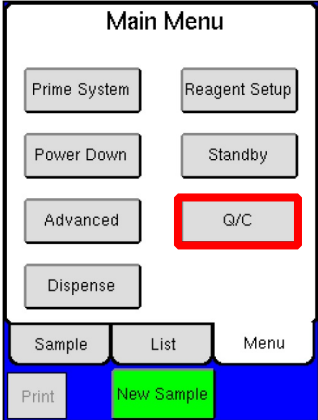 Main Menu
Prime System
Reagent Setup
Power Down
Standby
Advanced
Q/C
Dispense
Sample
List
Menu
Print
New Sample